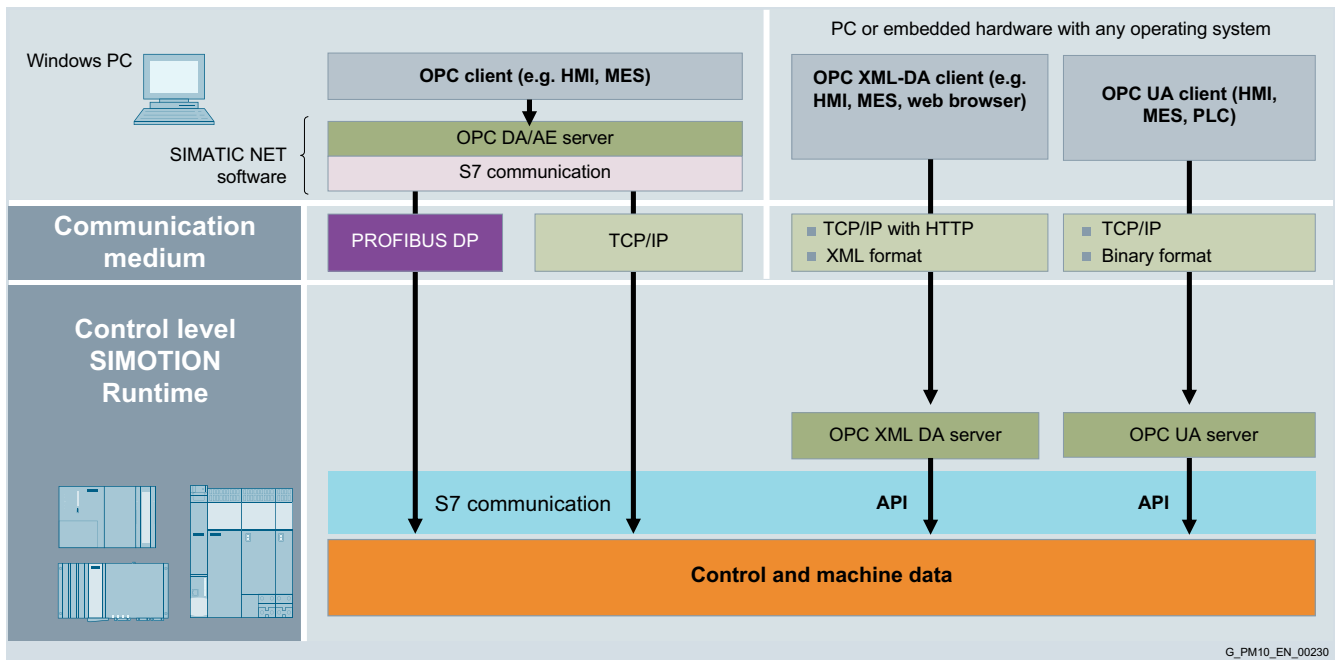 PC or embedded hardware with any operating system
Windows PC
OPC client (e.g. HMI, MES)
OPC XML-DA client (e.g.
HMI, MES, web browser)
OPC UA client (HMI,
MES, PLC)
SIMATIC NET
software
OPC DA/AE server
S7 communication
Communication
medium
PROFIBUS DP
TCP/IP
TCP/IP with HTTP
XML format
TCP/IP
Binary format
Control level
SIMOTION
Runtime
OPC XML DA server
OPC UA server
S7 communication
API
API
Control and machine data
G_PM10_EN_00230